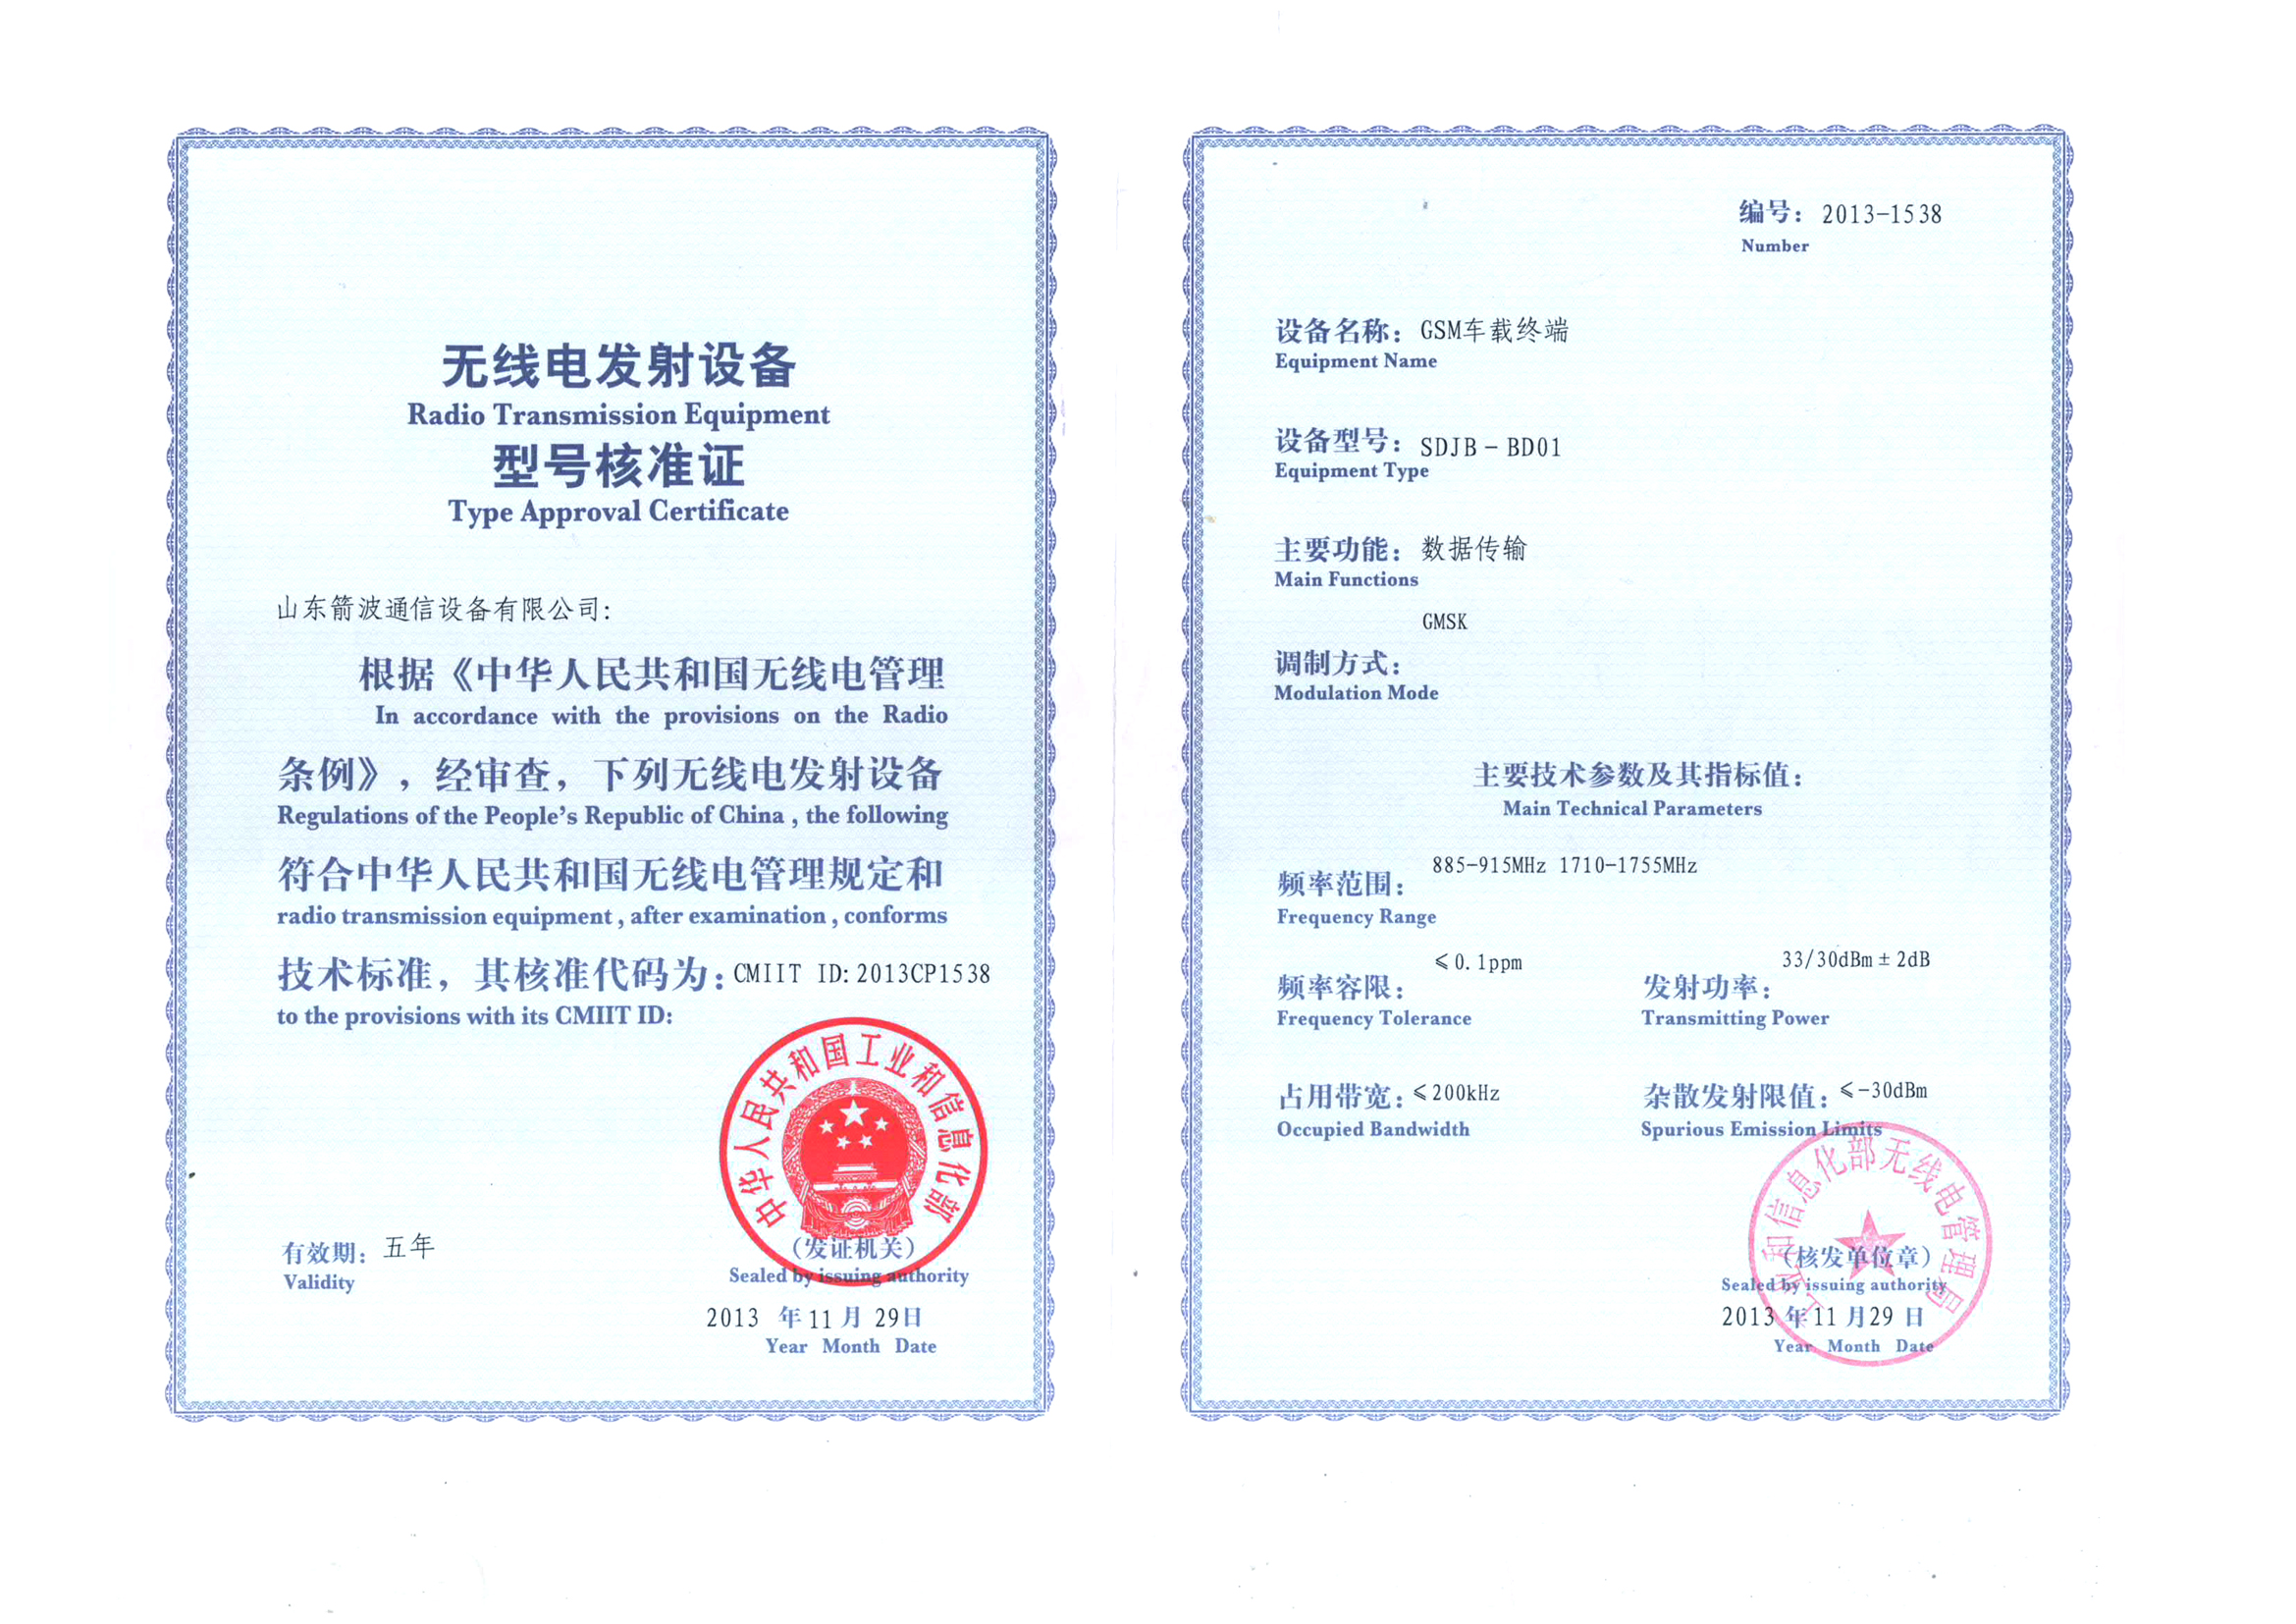 无线电发射设备
Radio Transmission Equipment
型号核准证
Type Approval Certificate
山东箭波通信设备有限公司:
根据《中华人民共和国无线电管理
In accordance with the provisions on the Radio
条例》，经审查，下列无线电发射设备
Regulations of the People's Republic of China , the following
符合中华人民共和国无线电管理规定和
radio transmission equipment , after examination , conforms
技术标准，其核准代码为：CMIIT ID:2013CP1538
to the provisions with its CMIIT ID:
中华人民共和国工业和信息化部
有效期：五年
Validity
（发证机关）
Sealed by issuing authority
2013 年 11 月 29日
Year Month Date
编号：2013-1538
Number
设备名称：GSM车载终端
Equipment Name
设备型号：SDJB－BD01
Equipment Type
主要功能：数据传输
Main Functions
GMSK
调制方式：
Modulation Mode
主要技术参数及其指标值：
Main Technical Parameters
885-915MHz 1710-1755MHz
频率范围：
Frequency Range
≤0.1ppm
频率容限：
Frequency Tolerance
33/30dBm±2dB
发射功率：
Transmitting Power
占用带宽：≤200kHz
Occupied Bandwidth
杂散发射限值：≤-30dBm
Spurious Emission Limits
工业和信息化部无线电管理局
（核发单位章）
Sealed by issuing authority
2013 年 11 月29 日
Year Month Date